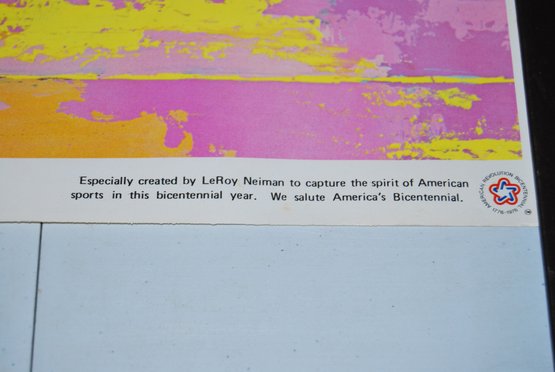 Especially created by LeRoy Neiman to capture the spirit of American
sports in this bicentennial year. We salute America's Bicentennial.
AMERICAN REVOLUTION BICENTENNIAL
1776-1976